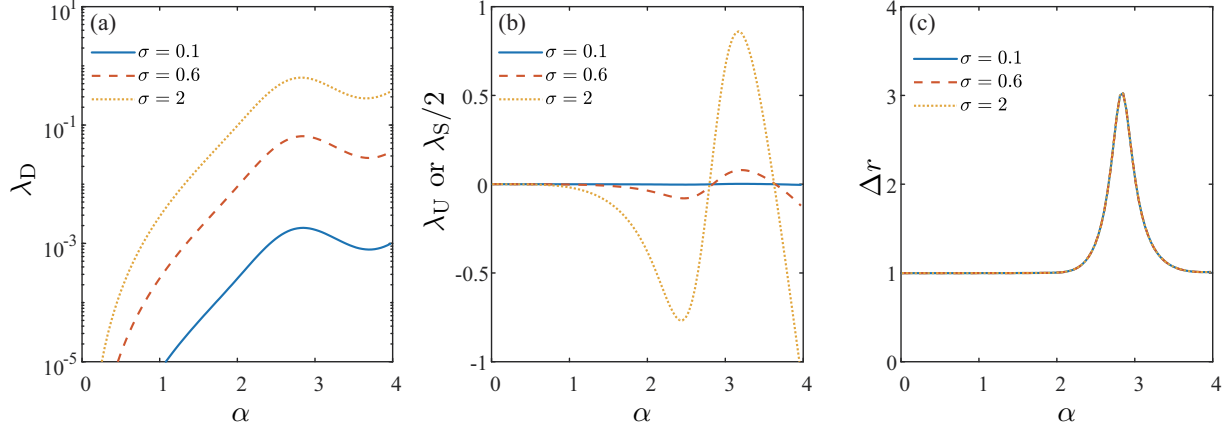 (a)
10^1
10^-1
10^-3
10^-5
λ_D
σ = 0.1
σ = 0.6
σ = 2
0 1 2 3 4
α
(b)
1
0.5
0
-0.5
-1
λ_U or λ_S/2
σ = 0.1
σ = 0.6
σ = 2
0 1 2 3 4
α
(c)
4
3
2
1
0
Δr
σ = 0.1
σ = 0.6
σ = 2
0 1 2 3 4
α